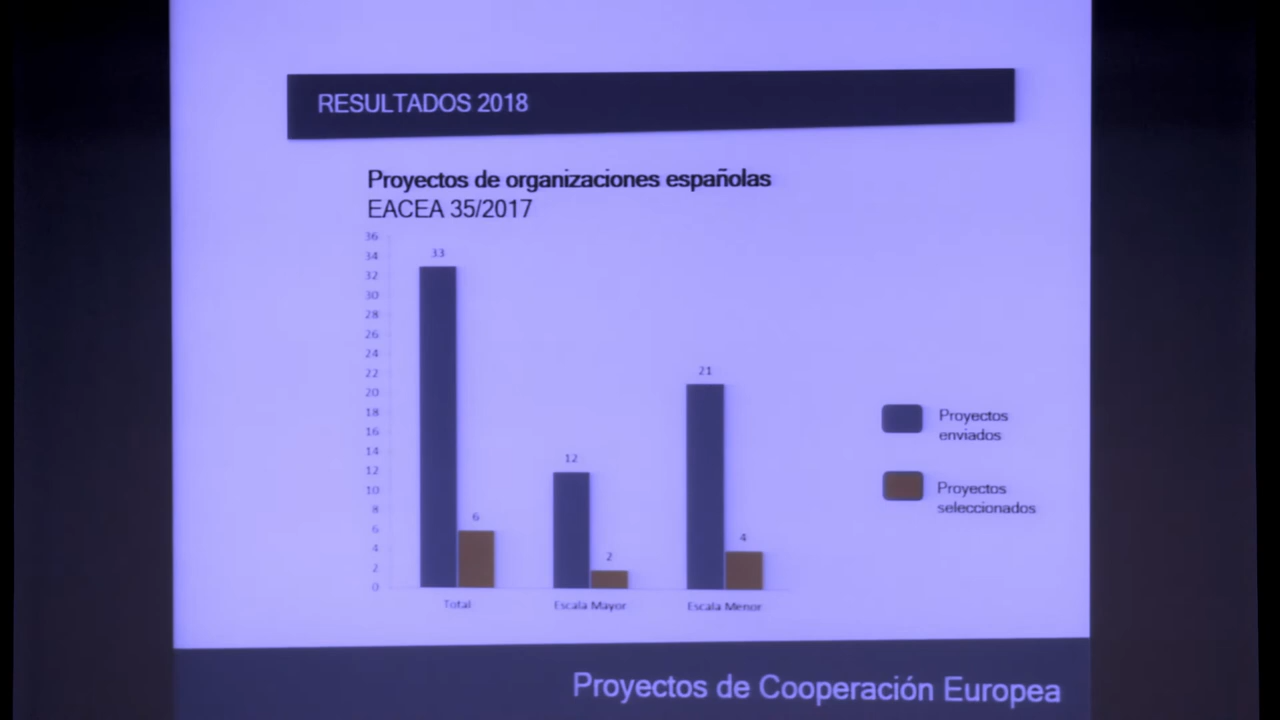 RESULTADOS 2018
Proyectos de organizaciones españolas
EACEA 35/2017
36
34
32
30
28
26
24
22
20
18
16
14
12
10
8
6
4
2
0
33
6
12
2
21
4
Total
Escala Mayor
Escala Menor
Proyectos
enviados
Proyectos
seleccionados
Proyectos de Cooperación Europea